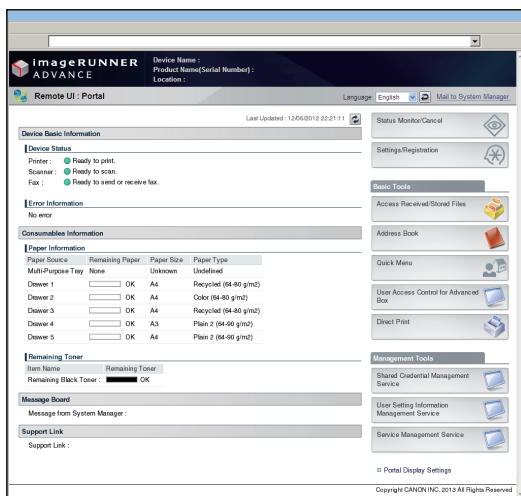 imageRUNNER
ADVANCE
Device Name :
Product Name(Serial Number) :
Location :
Remote UI : Portal
Language: English
Mail to System Manager
Last Updated : 12/06/2012 22:21:11
Device Basic Information
Device Status
Printer : Ready to print.
Scanner : Ready to scan.
Fax : Ready to send or receive fax.
Error Information
No error
Consumables Information
Paper Information
Paper Source Remaining Paper Paper Size Paper Type
Multi-Purpose Tray None Unknown Undefined
Drawer 1 OK A4 Recycled (64-80 g/m2)
Drawer 2 OK A4 Color (64-80 g/m2)
Drawer 3 OK A4 Recycled (64-80 g/m2)
Drawer 4 OK A3 Plain 2 (64-90 g/m2)
Drawer 5 OK A4 Plain 2 (64-90 g/m2)
Remaining Toner
Item Name Remaining Toner
Remaining Black Toner : OK
Message Board
Message from System Manager :
Support Link
Support Link :
Status Monitor/Cancel
Settings/Registration
Basic Tools
Access Received/Stored Files
Address Book
Quick Menu
User Access Control for Advanced
Box
Direct Print
Management Tools
Shared Credential Management
Service
User Setting Information
Management Service
Service Management Service
Portal Display Settings
Copyright CANON INC. 2013 All Rights Reserved